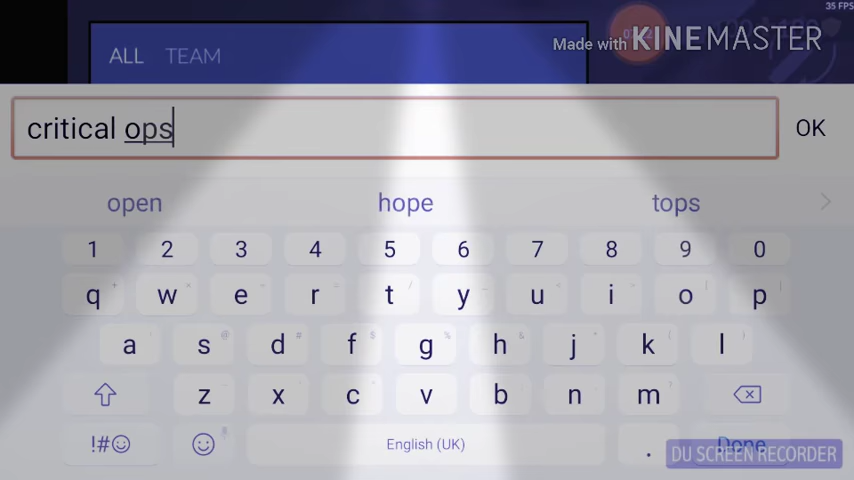 35 FPS
ALL TEAM
Made with KINEMASTER
critical ops
OK
open hope tops
1 2 3 4 5 6 7 8 9 0
q w e r t y u i o p
a s d f g h j k l
z x c v b n m
!#☺ English (UK) . Done
DU SCREEN RECORDER